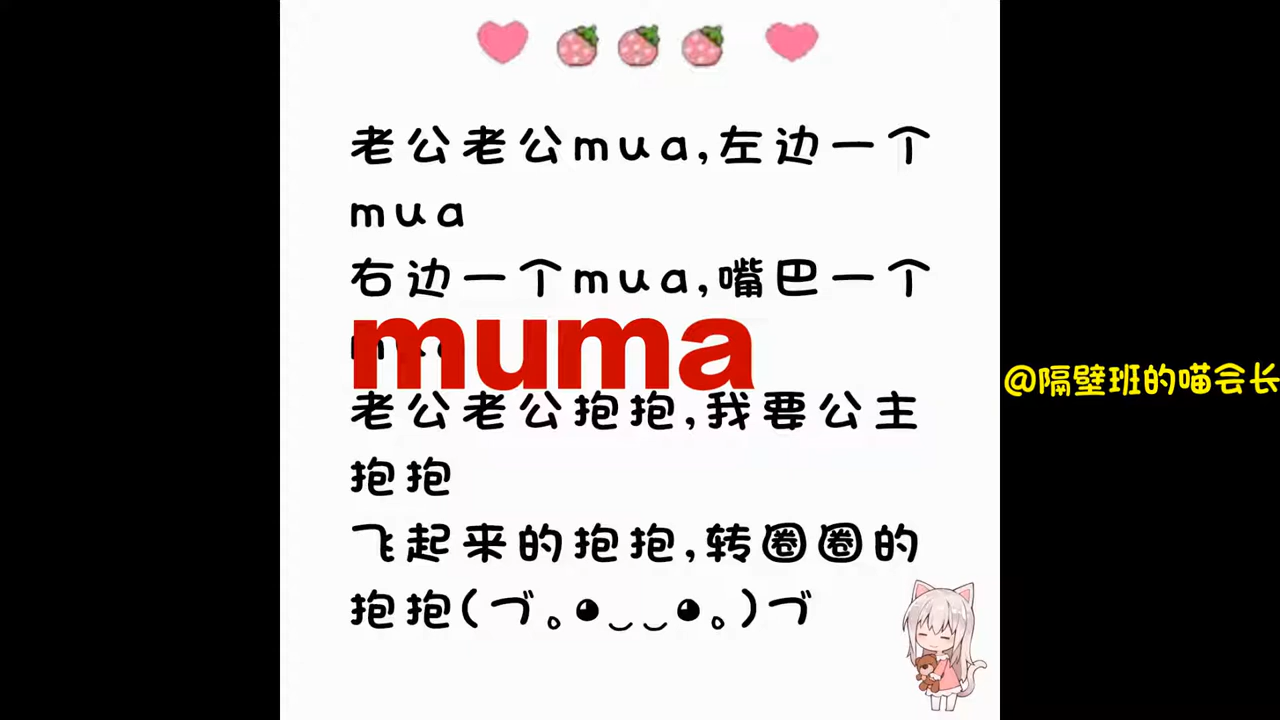 老公老公mua,左边一个
mua
右边一个mua,嘴巴一个
muma
老公老公抱抱,我要公主
抱抱
飞起来的抱抱,转圈圈的
抱抱(づ。◕‿‿◕。)づ
@隔壁班的喵会长